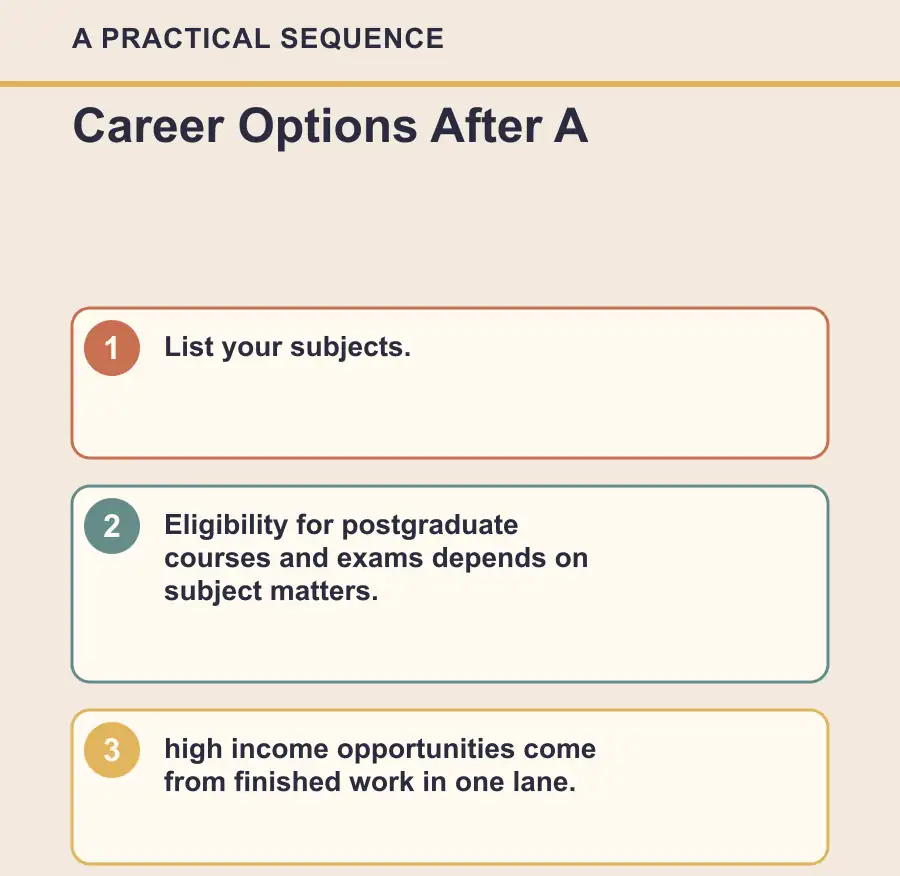 A PRACTICAL SEQUENCE
Career Options After A
1
List your subjects.
2
Eligibility for postgraduate
courses and exams depends on
subject matters.
3
high income opportunities come
from finished work in one lane.